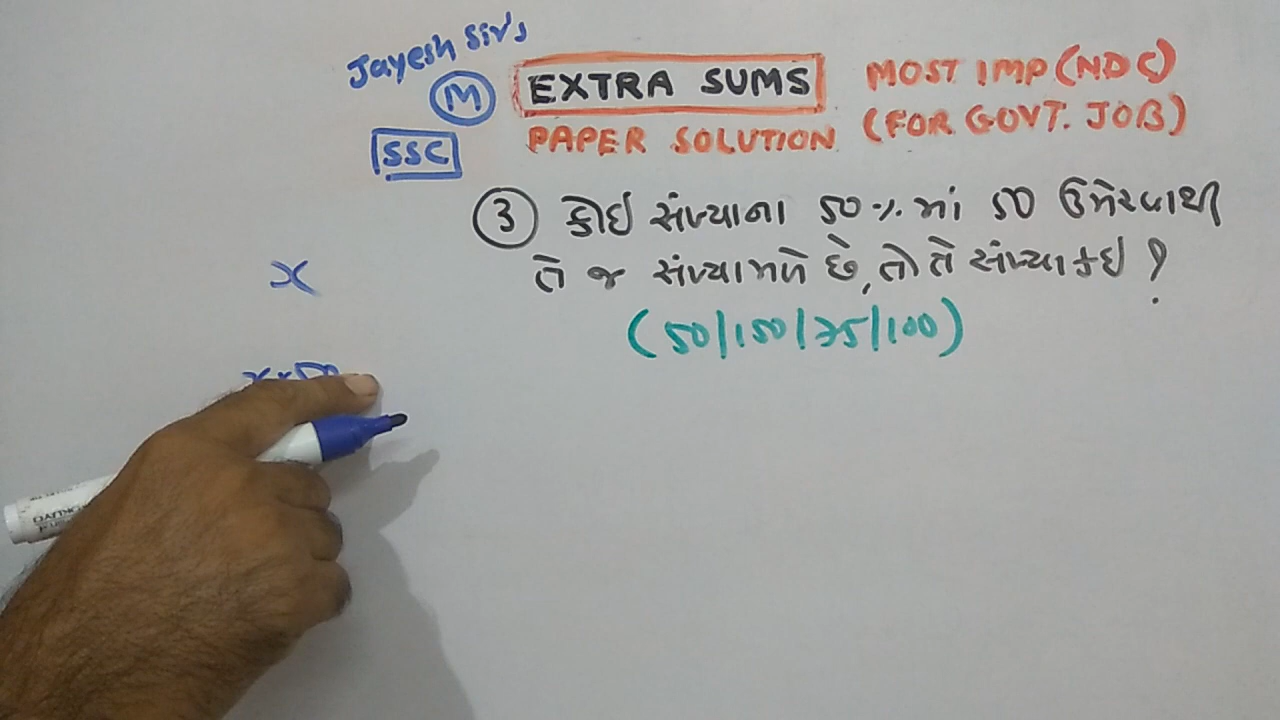 Jayesh Sir's
M
EXTRA SUMS
MOST IMP (NDC)
SSC
PAPER SOLUTION
(FOR GOVT. JOB)
3 કોઈ સંખ્યાના 50 % માં 50 ઉમેરવાથી
તે જ સંખ્યા મળે છે, તો તે સંખ્યા કઇ ?
x
(50/150/75/100)